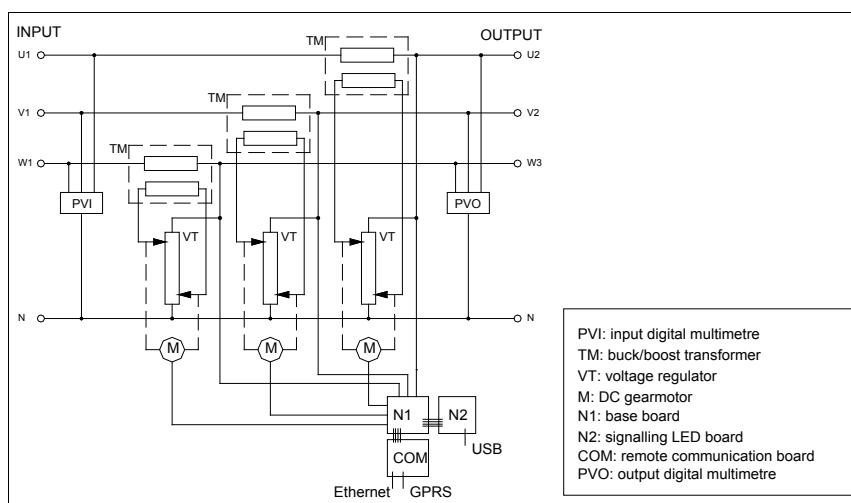 INPUT
OUTPUT
TM
U1
U2
TM
V1
V2
TM
W1
W3
PVI
PVO
VT
VT
VT
N
N
M
M
M
N1
N2
USB
COM
Ethernet
GPRS
PVI: input digital multimetre
TM: buck/boost transformer
VT: voltage regulator
M: DC gearmotor
N1: base board
N2: signalling LED board
COM: remote communication board
PVO: output digital multimetre